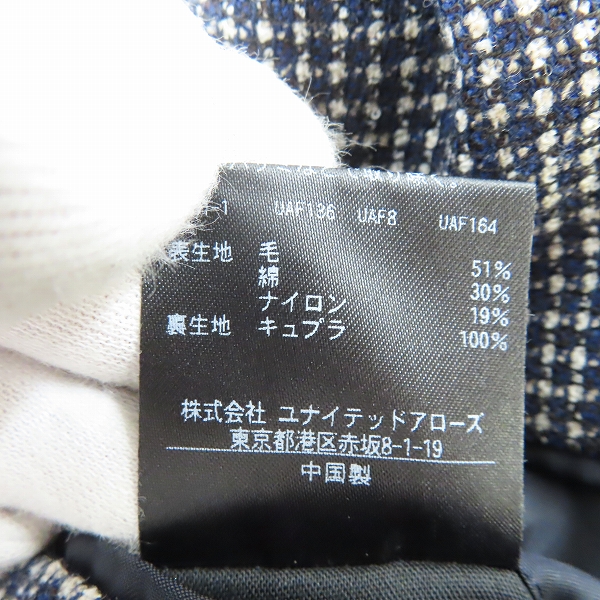 UAF136 UAF8 UAF164
表生地 毛 51%
綿 30%
ナイロン 19%
裏生地 キュプラ 100%
株式会社 ユナイテッドアローズ
東京都港区赤坂8-1-19
中国製